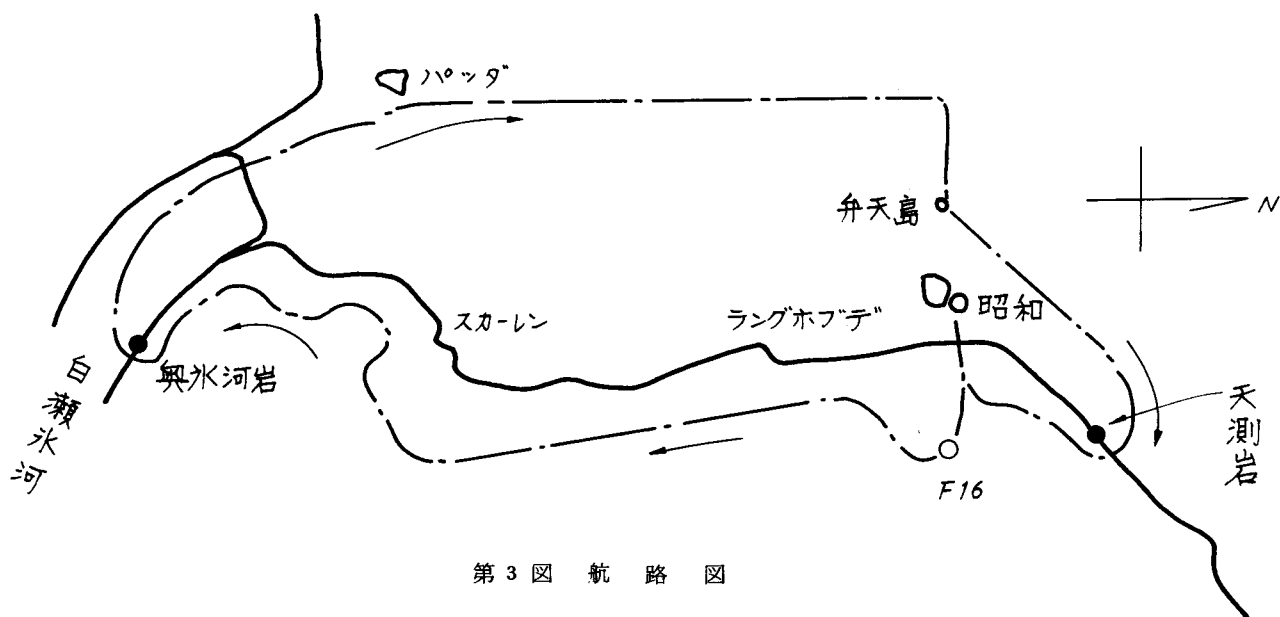 パッダ
弁天島
N
昭和
ラングホブデ
スカーレン
奥氷河岩
白瀬氷河
天測岩
F16
第3図 航路図